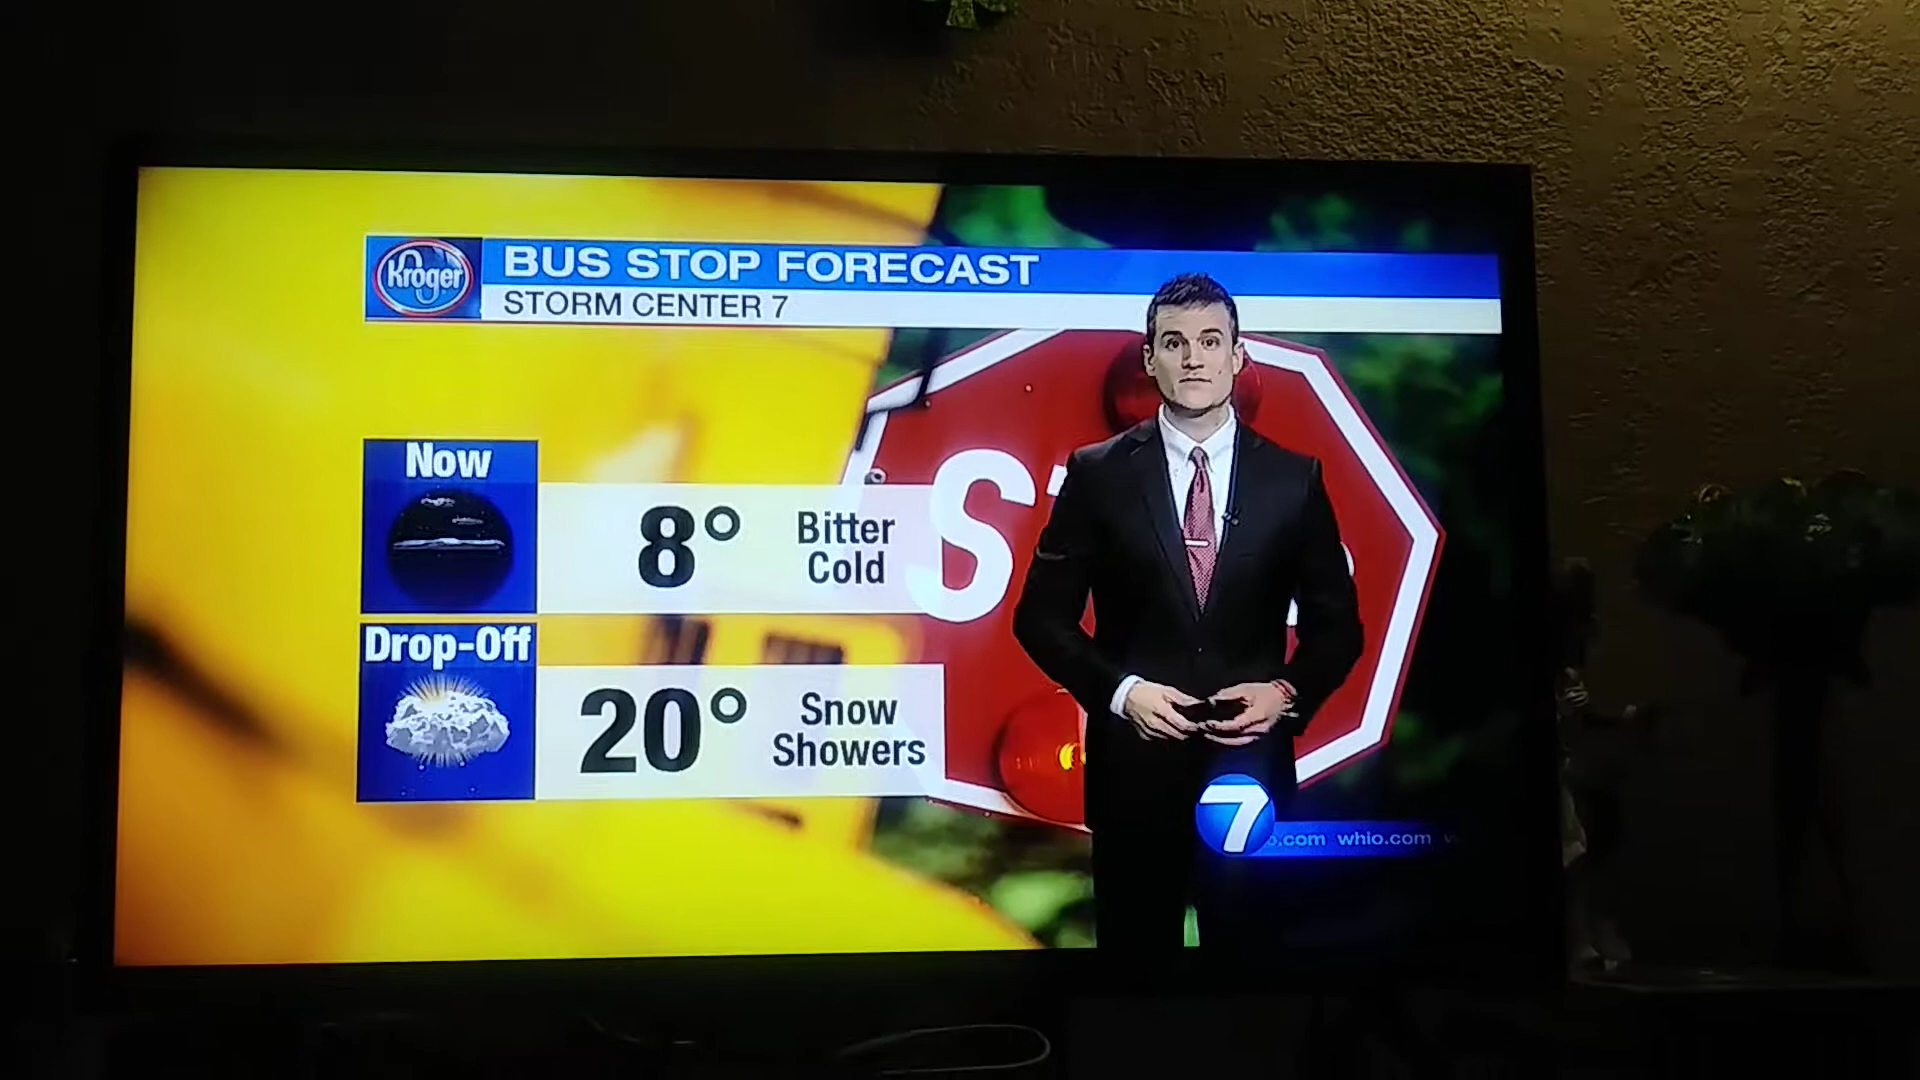 Kroger
BUS STOP FORECAST
STORM CENTER 7
Now
8°
Bitter
Cold
Drop-Off
20°
Snow
Showers
7
.com whio.com